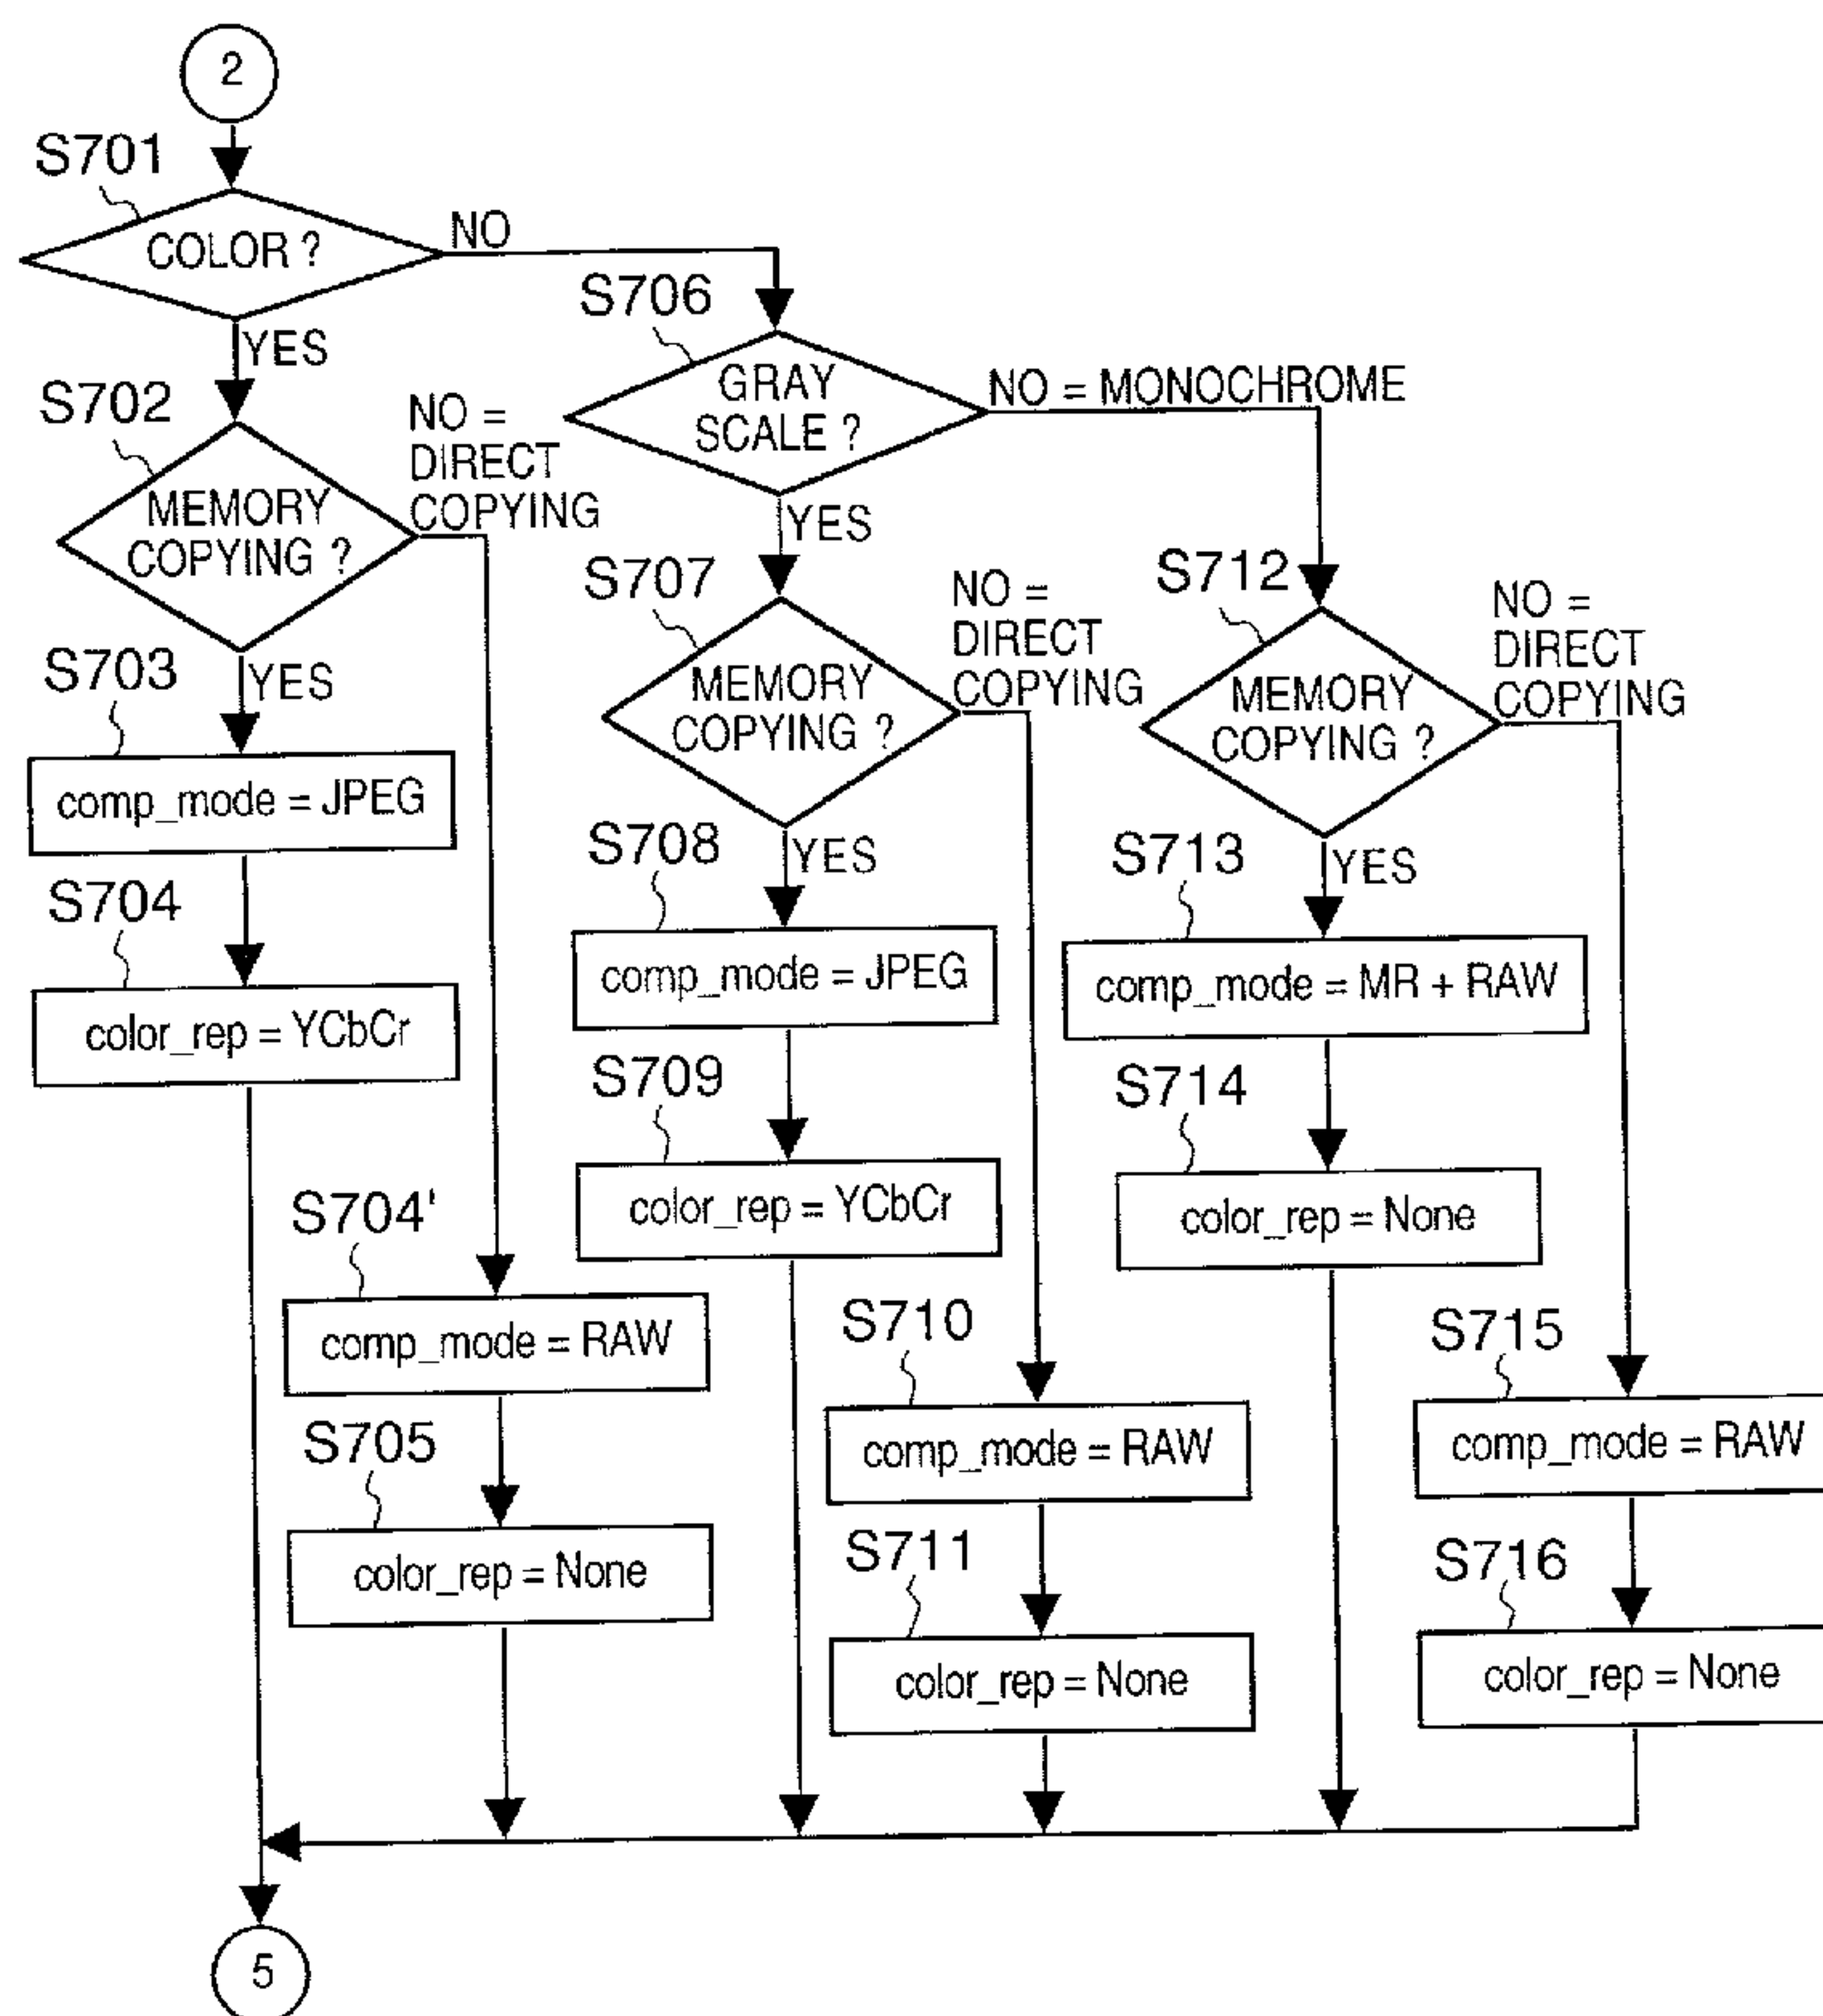 2
S701
COLOR ?
NO
YES
S706
GRAY
SCALE ?
NO = MONOCHROME
YES
S702
MEMORY
COPYING ?
NO =
DIRECT
COPYING
YES
S703
comp_mode = JPEG
S704
color_rep = YCbCr
S704'
comp_mode = RAW
S705
color_rep = None
S707
MEMORY
COPYING ?
NO =
DIRECT
COPYING
YES
S708
comp_mode = JPEG
S709
color_rep = YCbCr
S710
comp_mode = RAW
S711
color_rep = None
S712
MEMORY
COPYING ?
NO =
DIRECT
COPYING
YES
S713
comp_mode = MR + RAW
S714
color_rep = None
S715
comp_mode = RAW
S716
color_rep = None
5